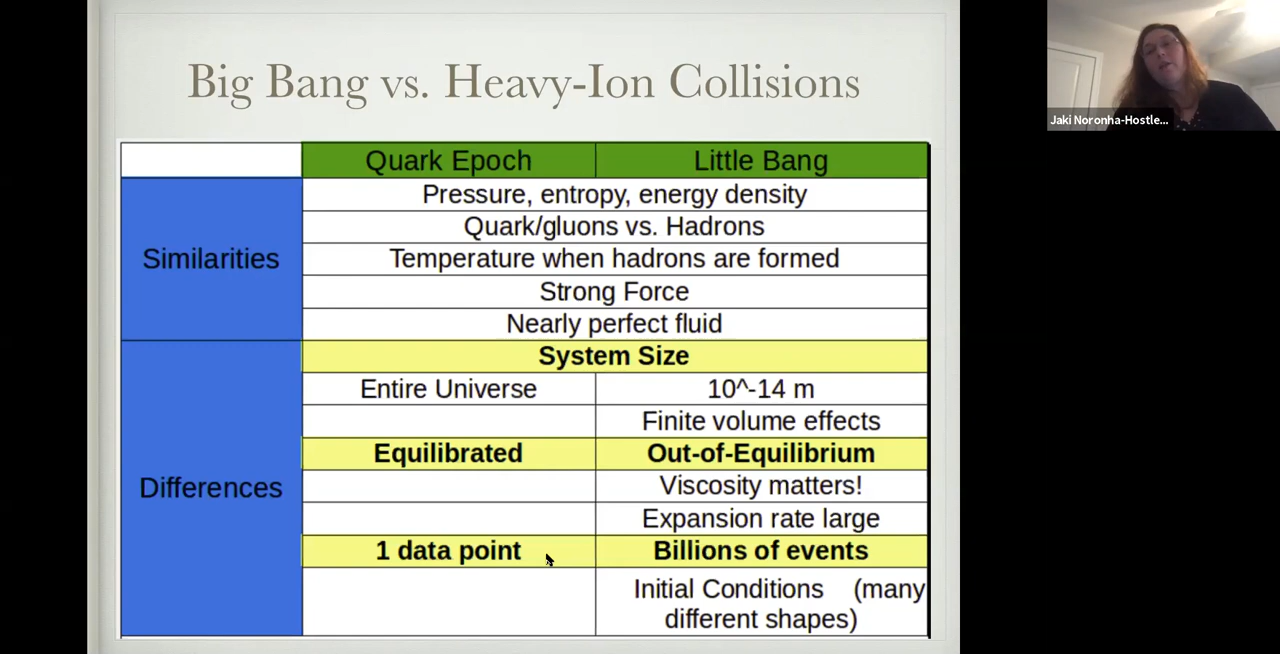 Big Bang vs. Heavy-Ion Collisions
Jaki Noronha-Hostle...
Quark Epoch Little Bang
Similarities
Pressure, entropy, energy density
Quark/gluons vs. Hadrons
Temperature when hadrons are formed
Strong Force
Nearly perfect fluid
Differences
System Size
Entire Universe 10^-14 m
Finite volume effects
Equilibrated Out-of-Equilibrium
Viscosity matters!
Expansion rate large
1 data point Billions of events
Initial Conditions (many
different shapes)